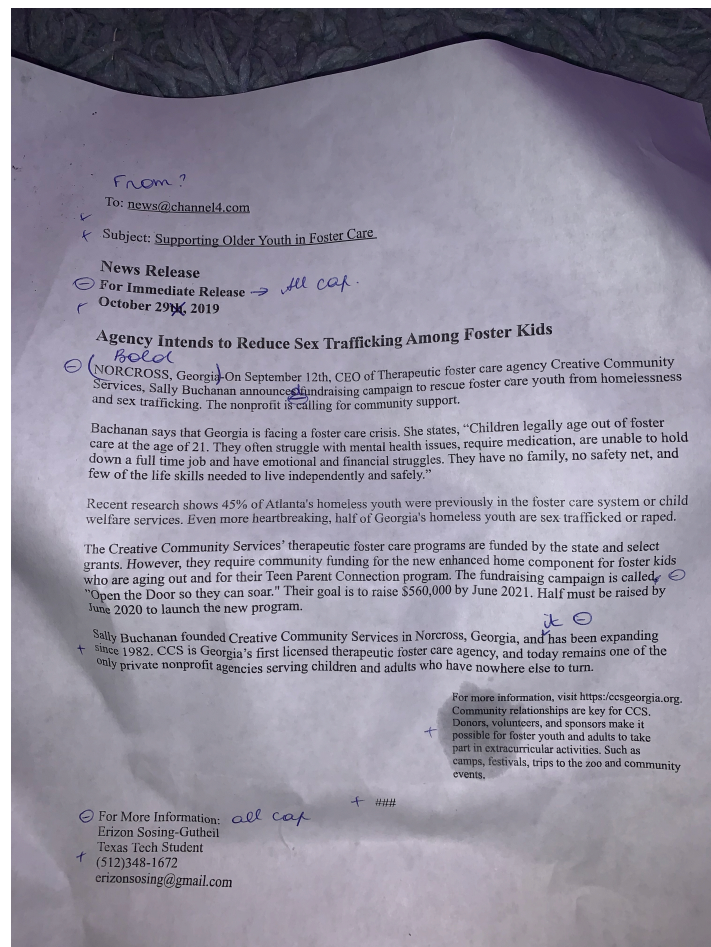 From?
To: news@channel4.com
Subject: Supporting Older Youth in Foster Care
News Release
For Immediate Release → All cap.
October 29th, 2019
Agency Intends to Reduce Sex Trafficking Among Foster Kids
Bold
(NORCROSS, Georgia)-On September 12th, CEO of Therapeutic foster care agency Creative Community
Services, Sally Buchanan announces fundraising campaign to rescue foster care youth from homelessness
and sex trafficking. The nonprofit is calling for community support.
Bachanan says that Georgia is facing a foster care crisis. She states, “Children legally age out of foster
care at the age of 21. They often struggle with mental health issues, require medication, are unable to hold
down a full time job and have emotional and financial struggles. They have no family, no safety net, and
few of the life skills needed to live independently and safely.”
Recent research shows 45% of Atlanta's homeless youth were previously in the foster care system or child
welfare services. Even more heartbreaking, half of Georgia's homeless youth are sex trafficked or raped.
The Creative Community Services’ therapeutic foster care programs are funded by the state and select
grants. However, they require community funding for the new enhanced home component for foster kids
who are aging out and for their Teen Parent Connection program. The fundraising campaign is called,
"Open the Door so they can soar." Their goal is to raise $560,000 by June 2021. Half must be raised by
June 2020 to launch the new program.
it
Sally Buchanan founded Creative Community Services in Norcross, Georgia, and has been expanding
+ since 1982. CCS is Georgia’s first licensed therapeutic foster care agency, and today remains one of the
only private nonprofit agencies serving children and adults who have nowhere else to turn.
For more information, visit https:/ccsgeorgia.org.
Community relationships are key for CCS.
+ Donors, volunteers, and sponsors make it
possible for foster youth and adults to take
part in extracurricular activities. Such as
camps, festivals, trips to the zoo and community
events.
+ ###
For More Information: all cap
Erizon Sosing-Gutheil
+ Texas Tech Student
(512)348-1672
erizonsosing@gmail.com